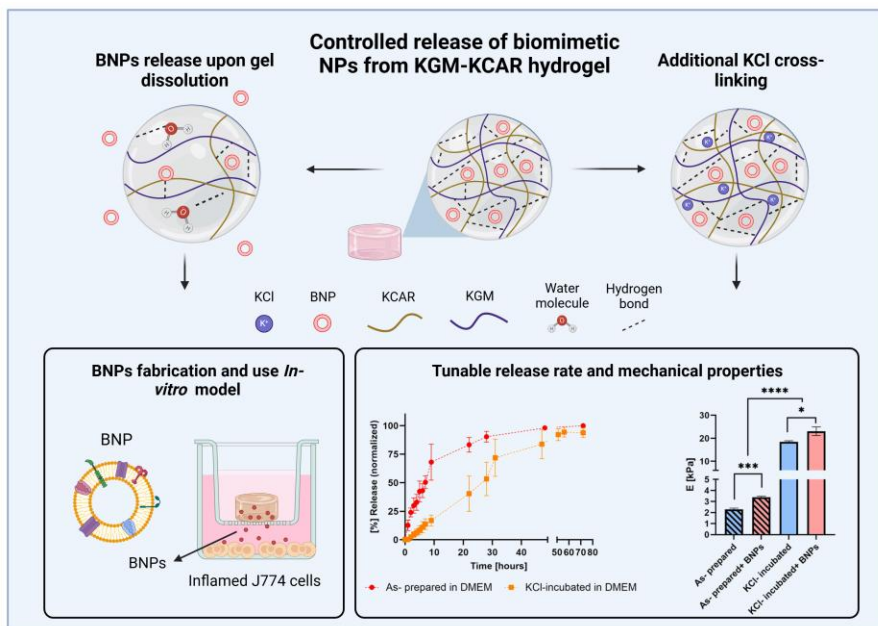 BNPs release upon gel
dissolution
Controlled release of biomimetic
NPs from KGM-KCAR hydrogel
Additional KCl cross-
linking
O
H
H
O
H
H
K⁺
K⁺
K⁺
K⁺
K⁺
KCl
BNP
KCAR
KGM
Water
molecule
Hydrogen
bond
K⁺
O
H
H
BNPs fabrication and use In-
vitro model
BNP
BNPs
Inflamed J774 cells
Tunable release rate and mechanical properties
[%] Release (normalized)
100
75
50
25
0
0
10
20
30
40
50 60 70 80
Time [hours]
As- prepared in DMEM
KCl-incubated in DMEM
****
*
***
E [kPa]
30
25
20
15
10
5
4
3
2
1
0
As- prepared
As- prepared+ BNPs
KCl- incubated
KCl- incubated+ BNPs